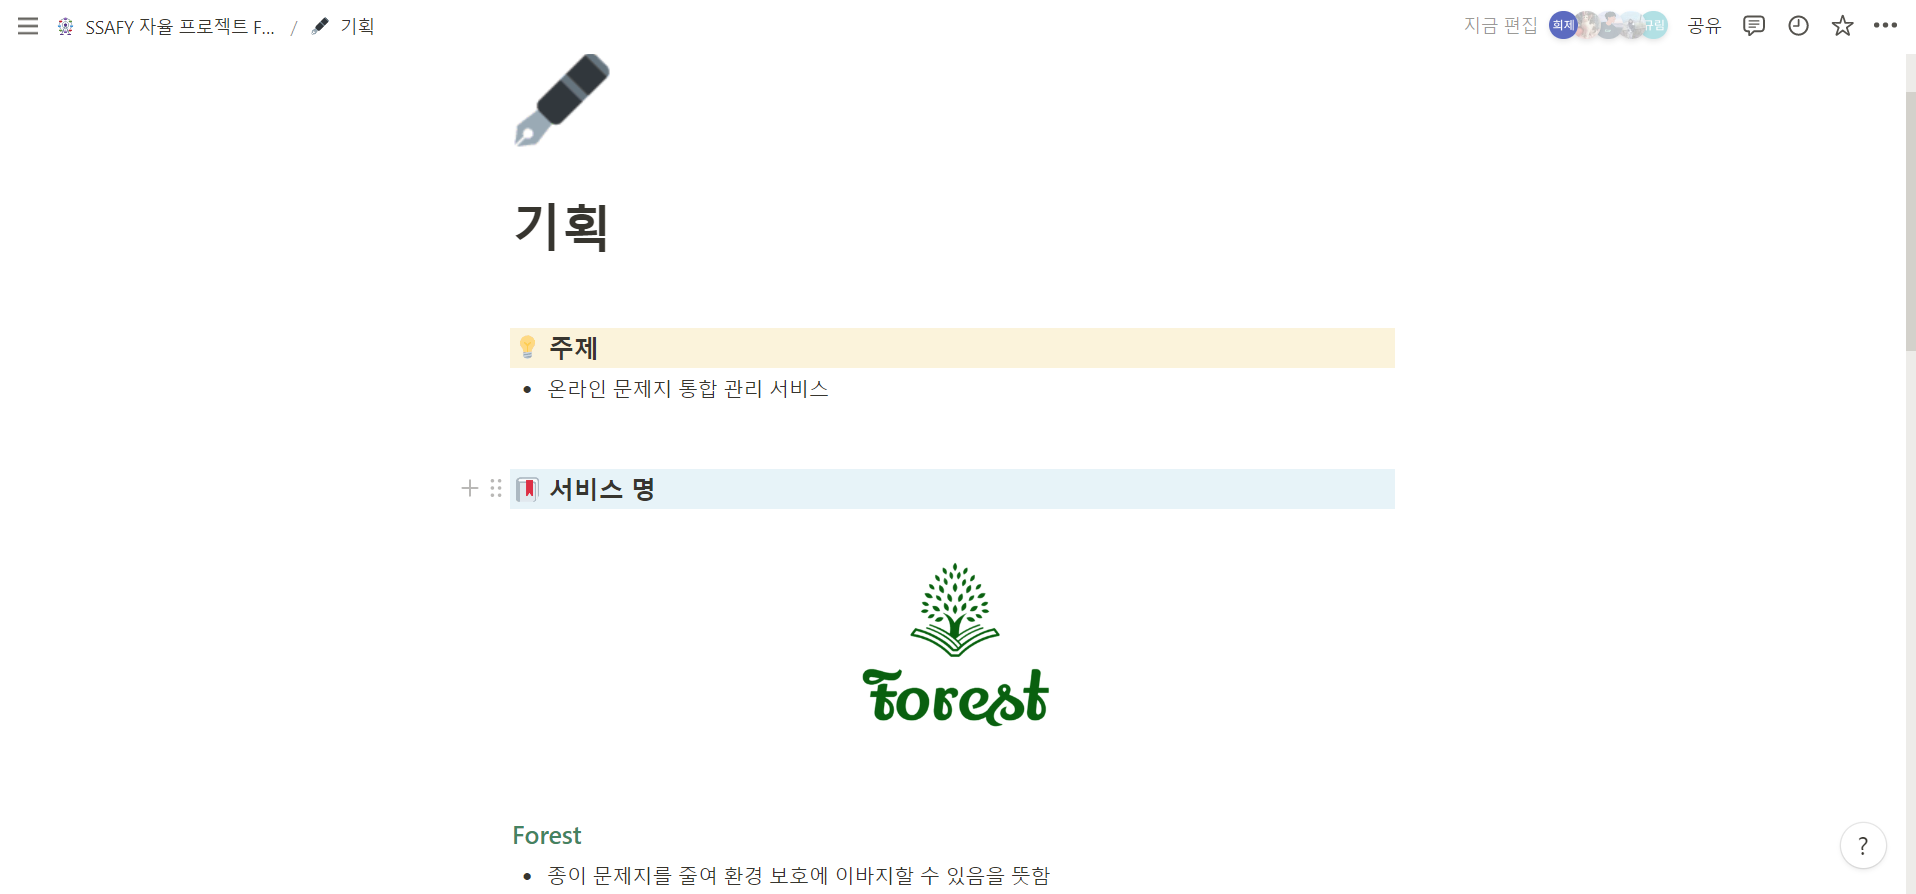 SSAFY 자율 프로젝트 F... / 기획
지금 편집 희제 규림 공유
기획
주제
온라인 문제지 통합 관리 서비스
서비스 명
Forest
Forest
종이 문제지를 줄여 환경 보호에 이바지할 수 있음을 뜻함
?